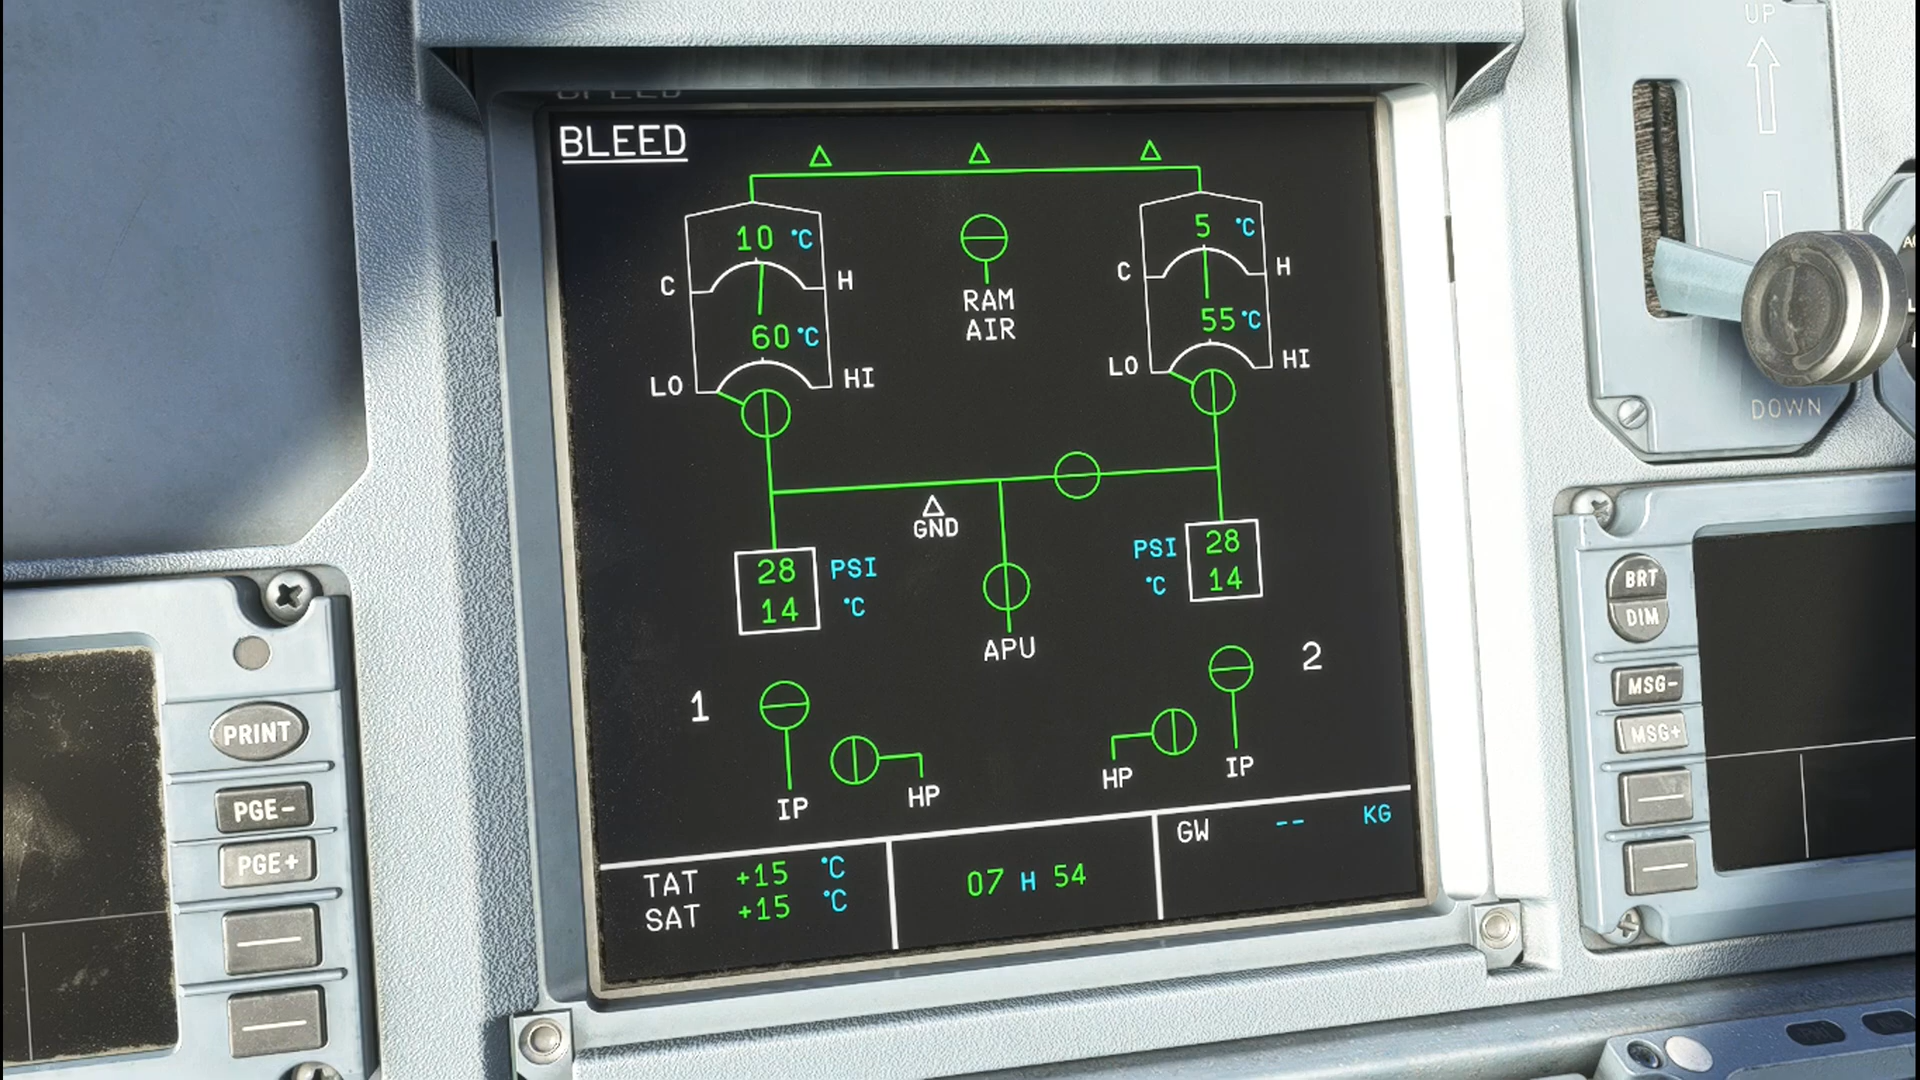 BLEED
10 °C
5 °C
C H
C H
RAM
AIR
60 °C
55 °C
LO HI
LO HI
GND
28 PSI
14 °C
PSI 28
°C 14
APU
1
2
IP HP
HP IP
TAT +15 °C
SAT +15 °C
07 H 54
GW -- KG
PRINT
PGE-
PGE+
UP
DOWN
BRT
DIM
MSG-
MSG+